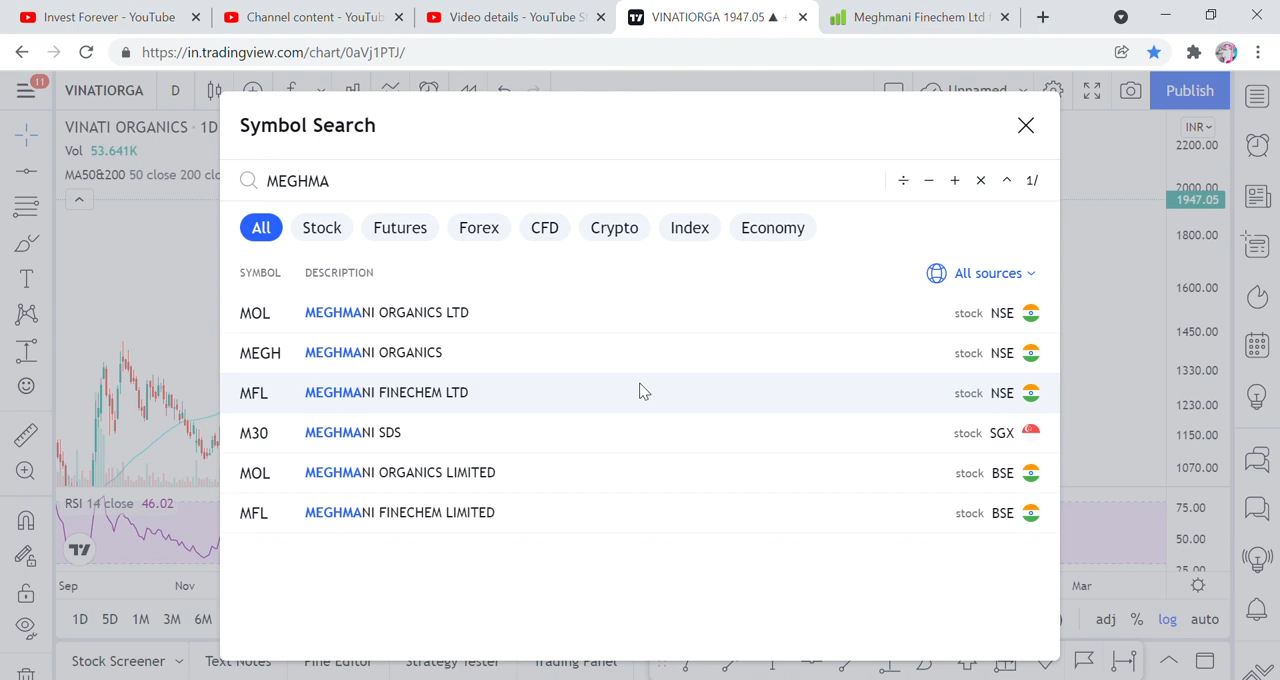 Invest Forever - YouTube
Channel content - YouTub
Video details - YouTube S
VINATIORGA 1947.05 ▲
Meghmani Finechem Ltd
https://in.tradingview.com/chart/0aVj1PTJ/
11
VINATIORGA
D
Unnamed
Publish
VINATI ORGANICS · 1D
Vol 53.641K
MA50&200 50 close 200 clo
Symbol Search
MEGHMA
÷ − + × ^ 1/
All Stock Futures Forex CFD Crypto Index Economy
SYMBOL DESCRIPTION
All sources
MOL MEGHMANI ORGANICS LTD stock NSE
MEGH MEGHMANI ORGANICS stock NSE
MFL MEGHMANI FINECHEM LTD stock NSE
M30 MEGHMANI SDS stock SGX
MOL MEGHMANI ORGANICS LIMITED stock BSE
MFL MEGHMANI FINECHEM LIMITED stock BSE
INR
2200.00
2000.00
1947.05
1800.00
1600.00
1450.00
1330.00
1230.00
1150.00
1070.00
RSI 14 close 46.02
75.00
50.00
25.00
Sep Nov Mar
1D 5D 1M 3M 6M
adj % log auto
Stock Screener Text Notes Pine Editor Strategy Tester Trading Panel